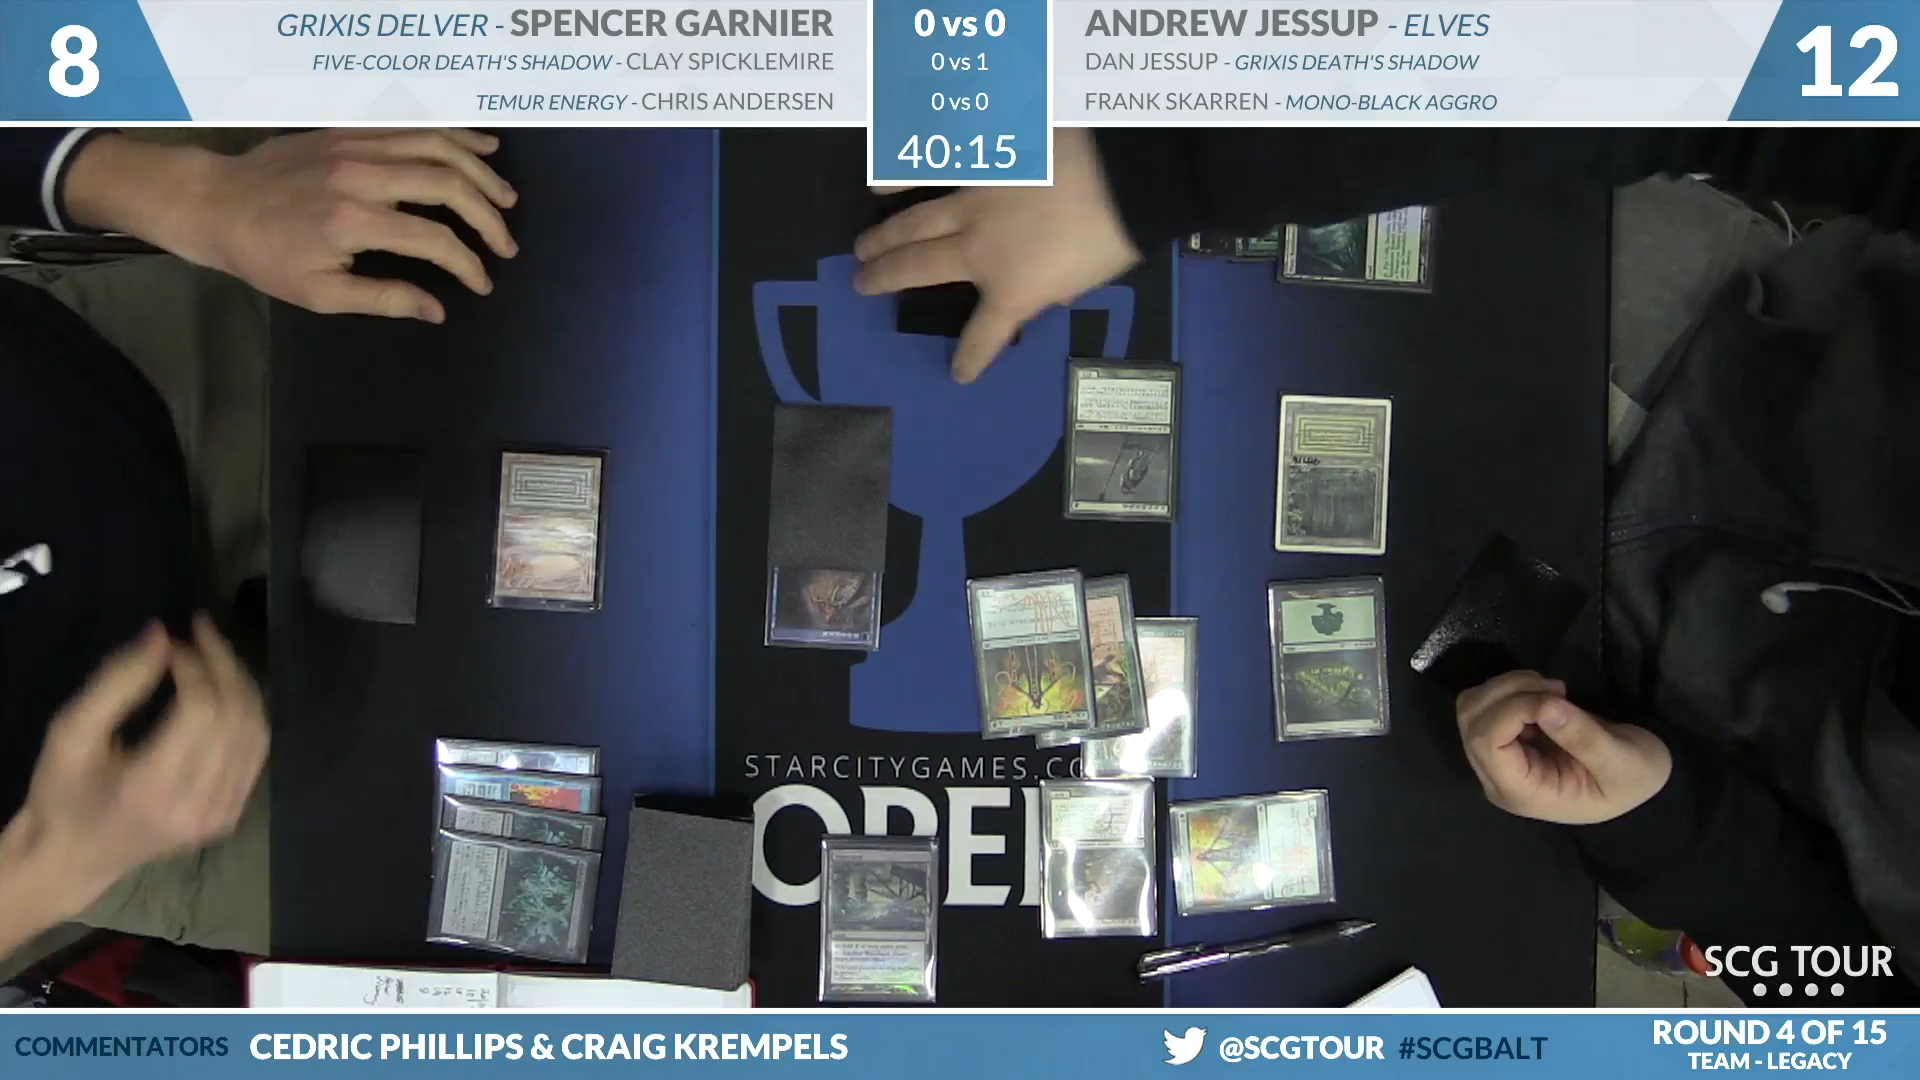 8
GRIXIS DELVER - SPENCER GARNIER
FIVE-COLOR DEATH'S SHADOW - CLAY SPICKLEMIRE
TEMUR ENERGY - CHRIS ANDERSEN
0 vs 0
0 vs 1
0 vs 0
40:15
ANDREW JESSUP - ELVES
DAN JESSUP - GRIXIS DEATH'S SHADOW
FRANK SKARREN - MONO-BLACK AGGRO
12
STARCITYGAMES.CO
OPE
SCG TOUR
COMMENTATORS CEDRIC PHILLIPS & CRAIG KREMPELS
@SCGTOUR #SCGBALT
ROUND 4 OF 15
TEAM - LEGACY